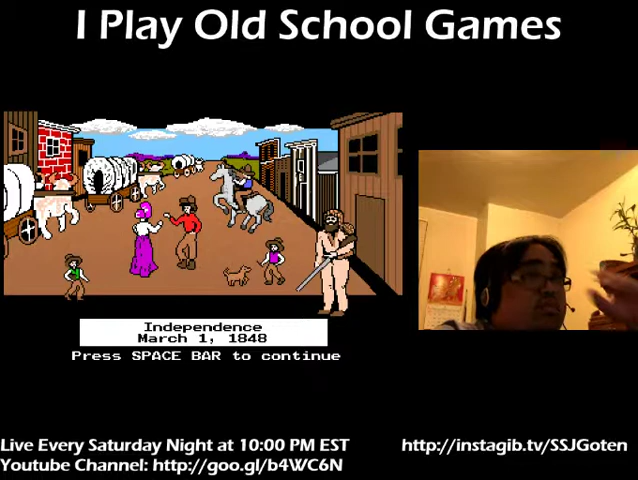 I Play Old School Games
Independence
March 1, 1848
Press SPACE BAR to continue
Live Every Saturday Night at 10:00 PM EST
http://instagib.tv/SSJGoten
Youtube Channel: http://goo.gl/b4WC6N